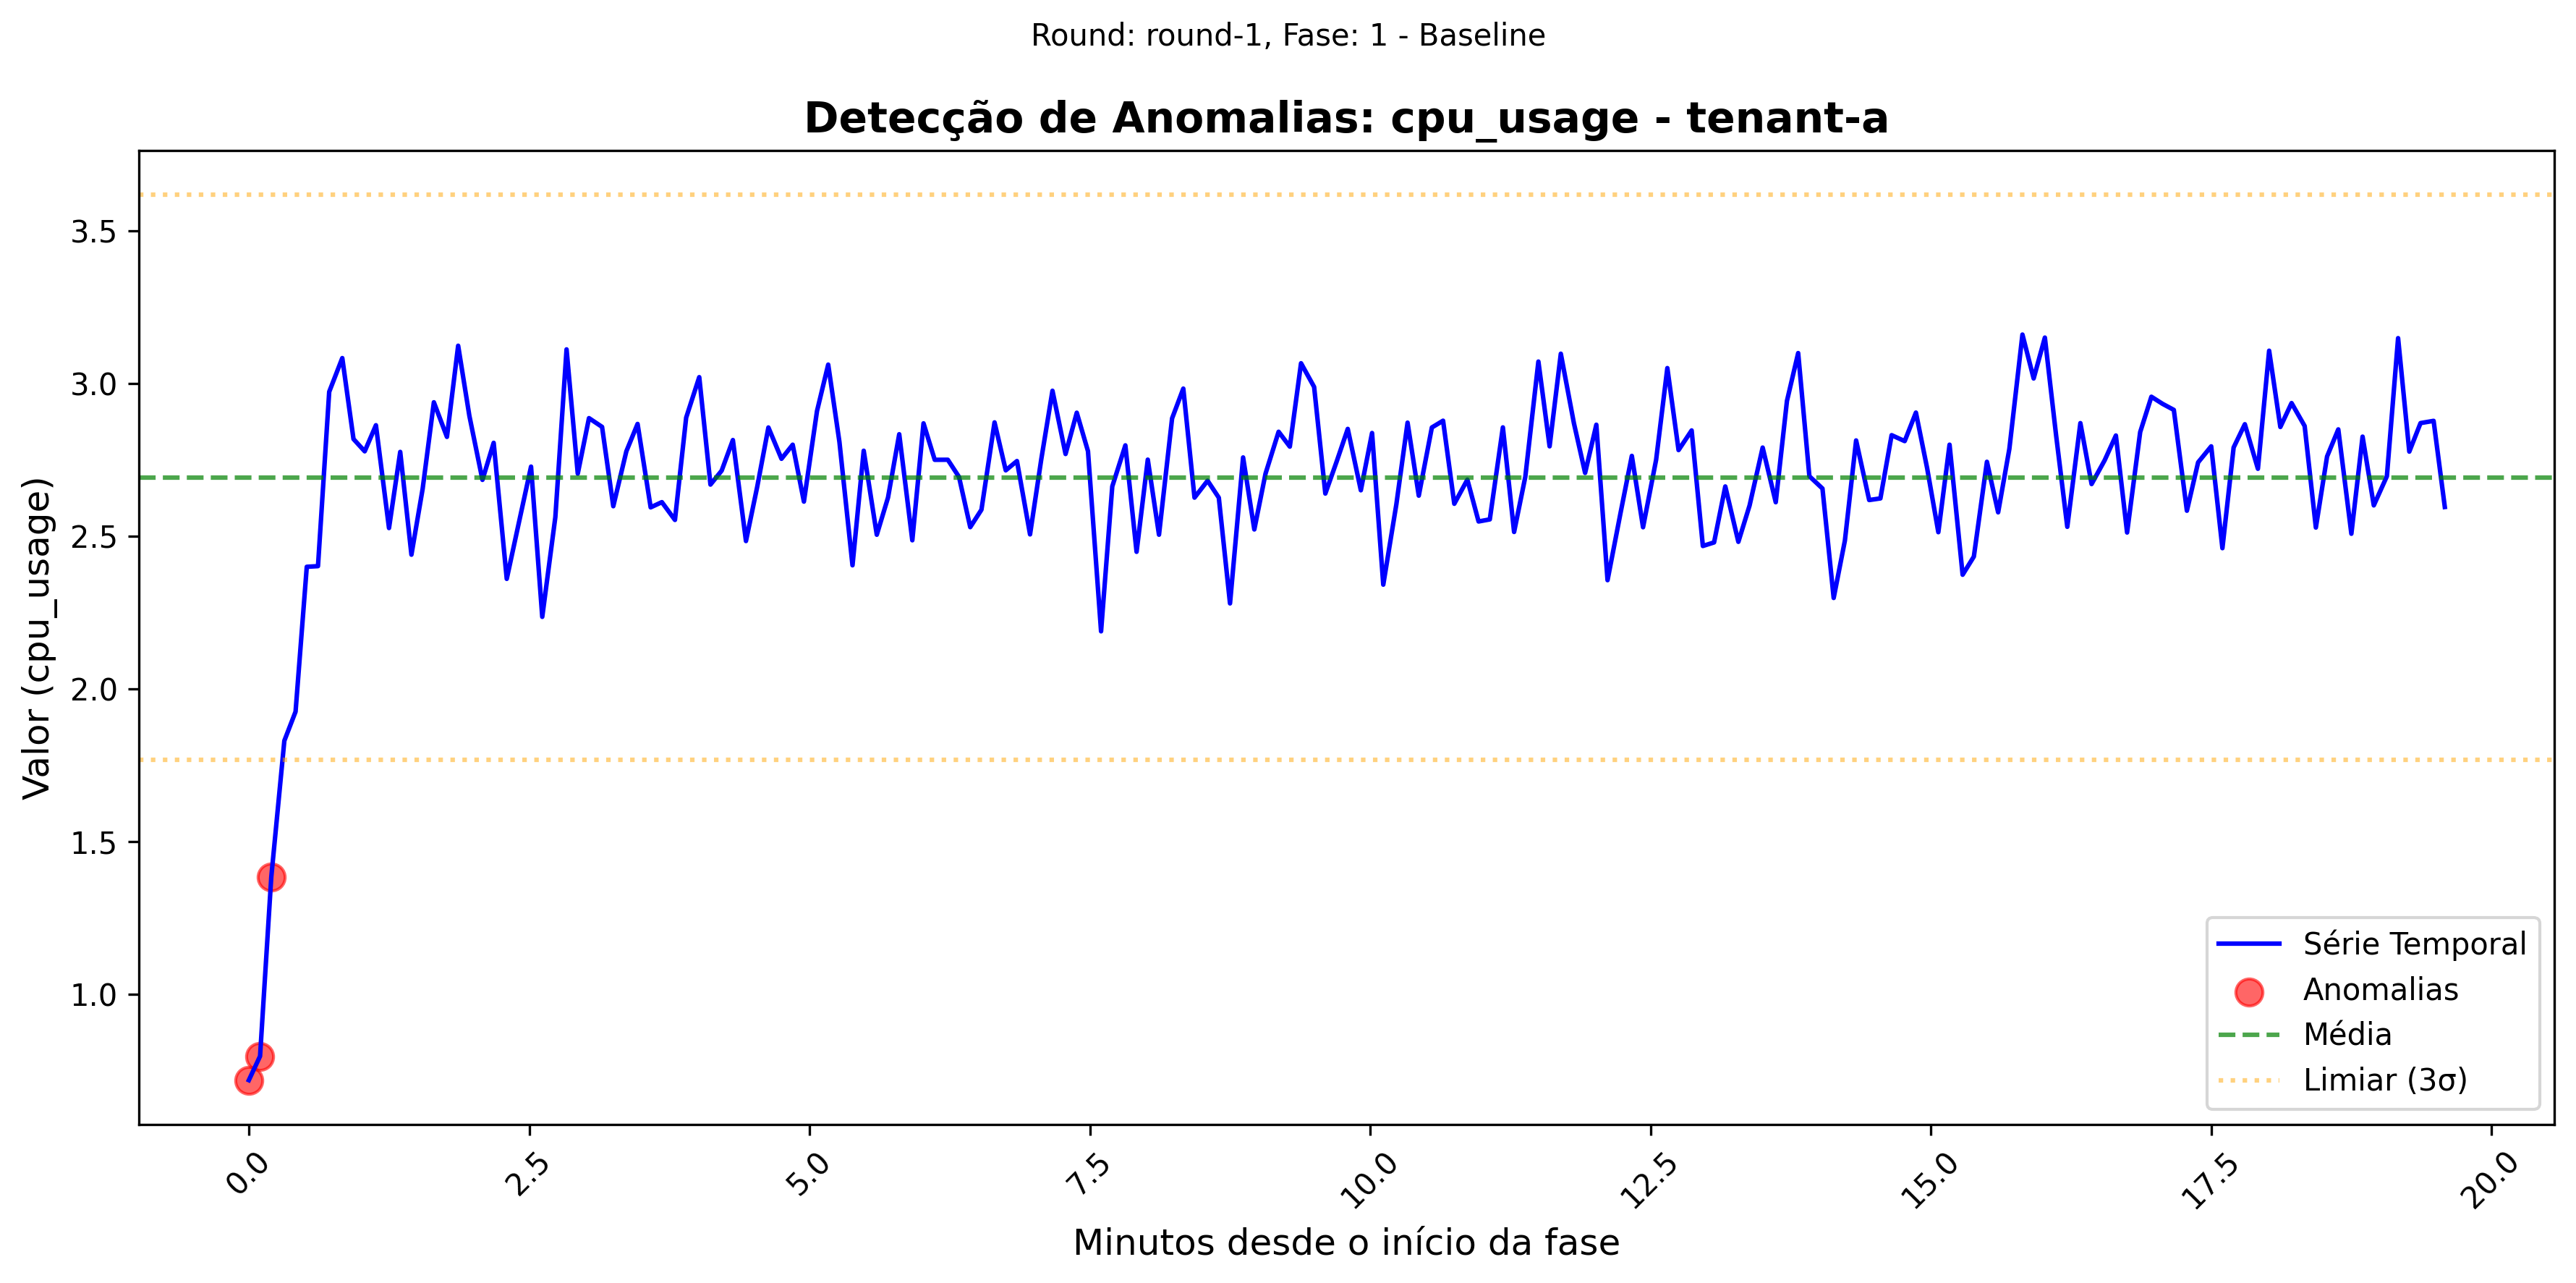 Round: round-1, Fase: 1 - Baseline
Detecção de Anomalias: cpu_usage - tenant-a
Valor (cpu_usage)
3.5
3.0
2.5
2.0
1.5
1.0
Série Temporal
Anomalias
Média
Limiar (3σ)
0.0
2.5
5.0
7.5
10.0
12.5
15.0
17.5
20.0
Minutos desde o início da fase